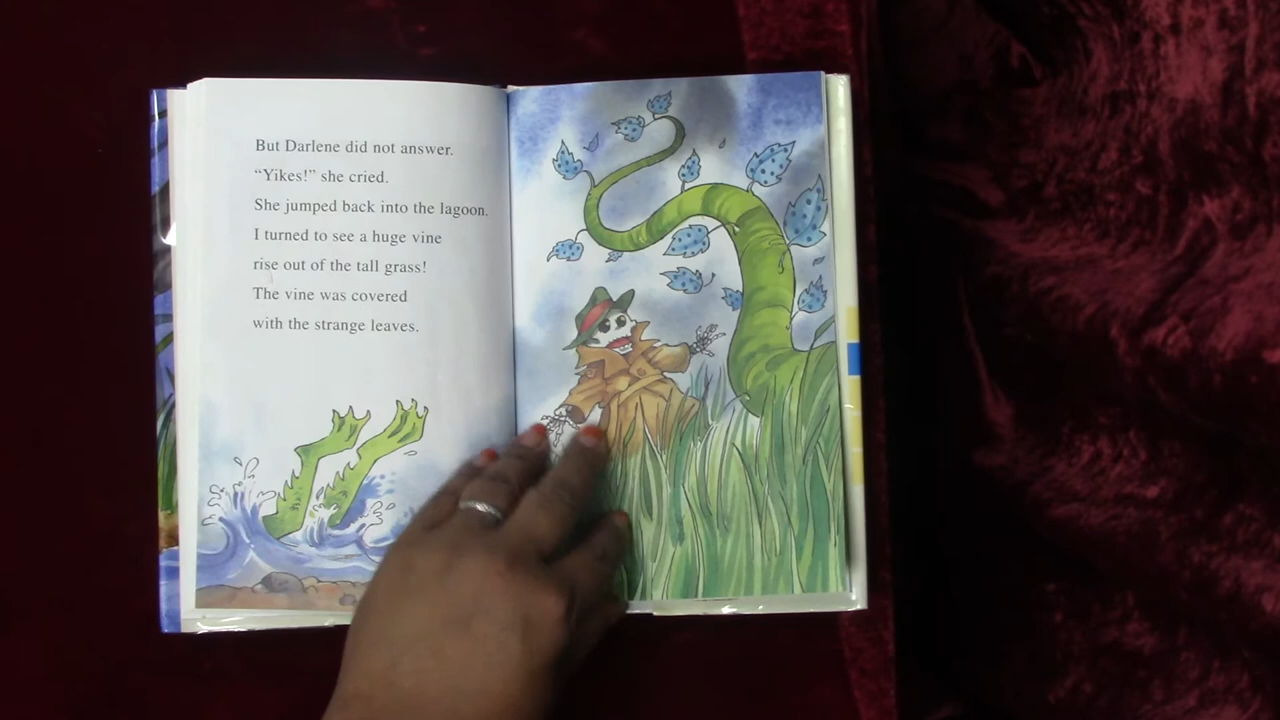 But Darlene did not answer.
“Yikes!” she cried.
She jumped back into the lagoon.
I turned to see a huge vine
rise out of the tall grass!
The vine was covered
with the strange leaves.